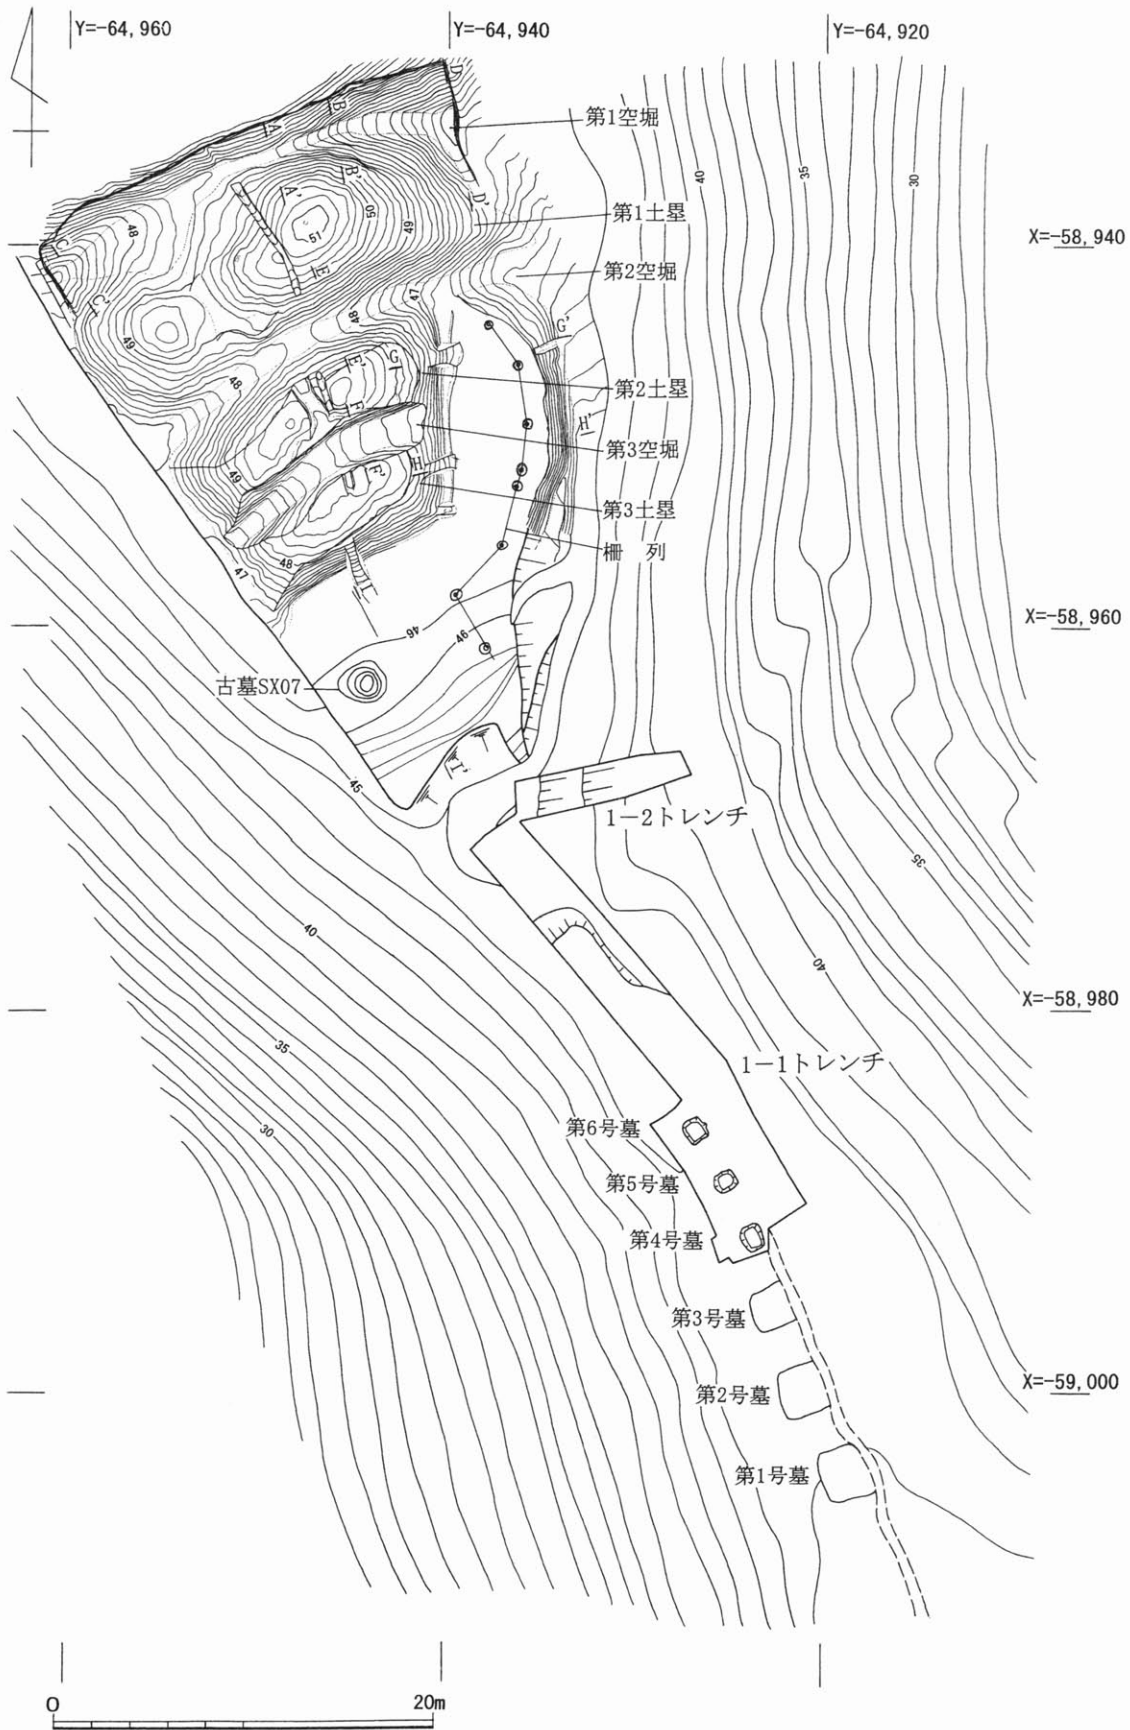 Y=-64,960
Y=-64,940
Y=-64,920
D
B
A
第1空堀
40
35
30
B'
A'
D'
50
49
51
48
第1土塁
X=-58,940
C
E
第2空堀
C'
47
48
49
G'
E'
G
第2土塁
48
F
H'
第3空堀
49
F'
H
第3土塁
48
47
I
柵 列
X=-58,960
46
46
古墓SX07
I'
45
1-2トレンチ
35
40
40
X=-58,980
35
1-1トレンチ
30
第6号墓
第5号墓
第4号墓
第3号墓
X=-59,000
第2号墓
第1号墓
0
20m